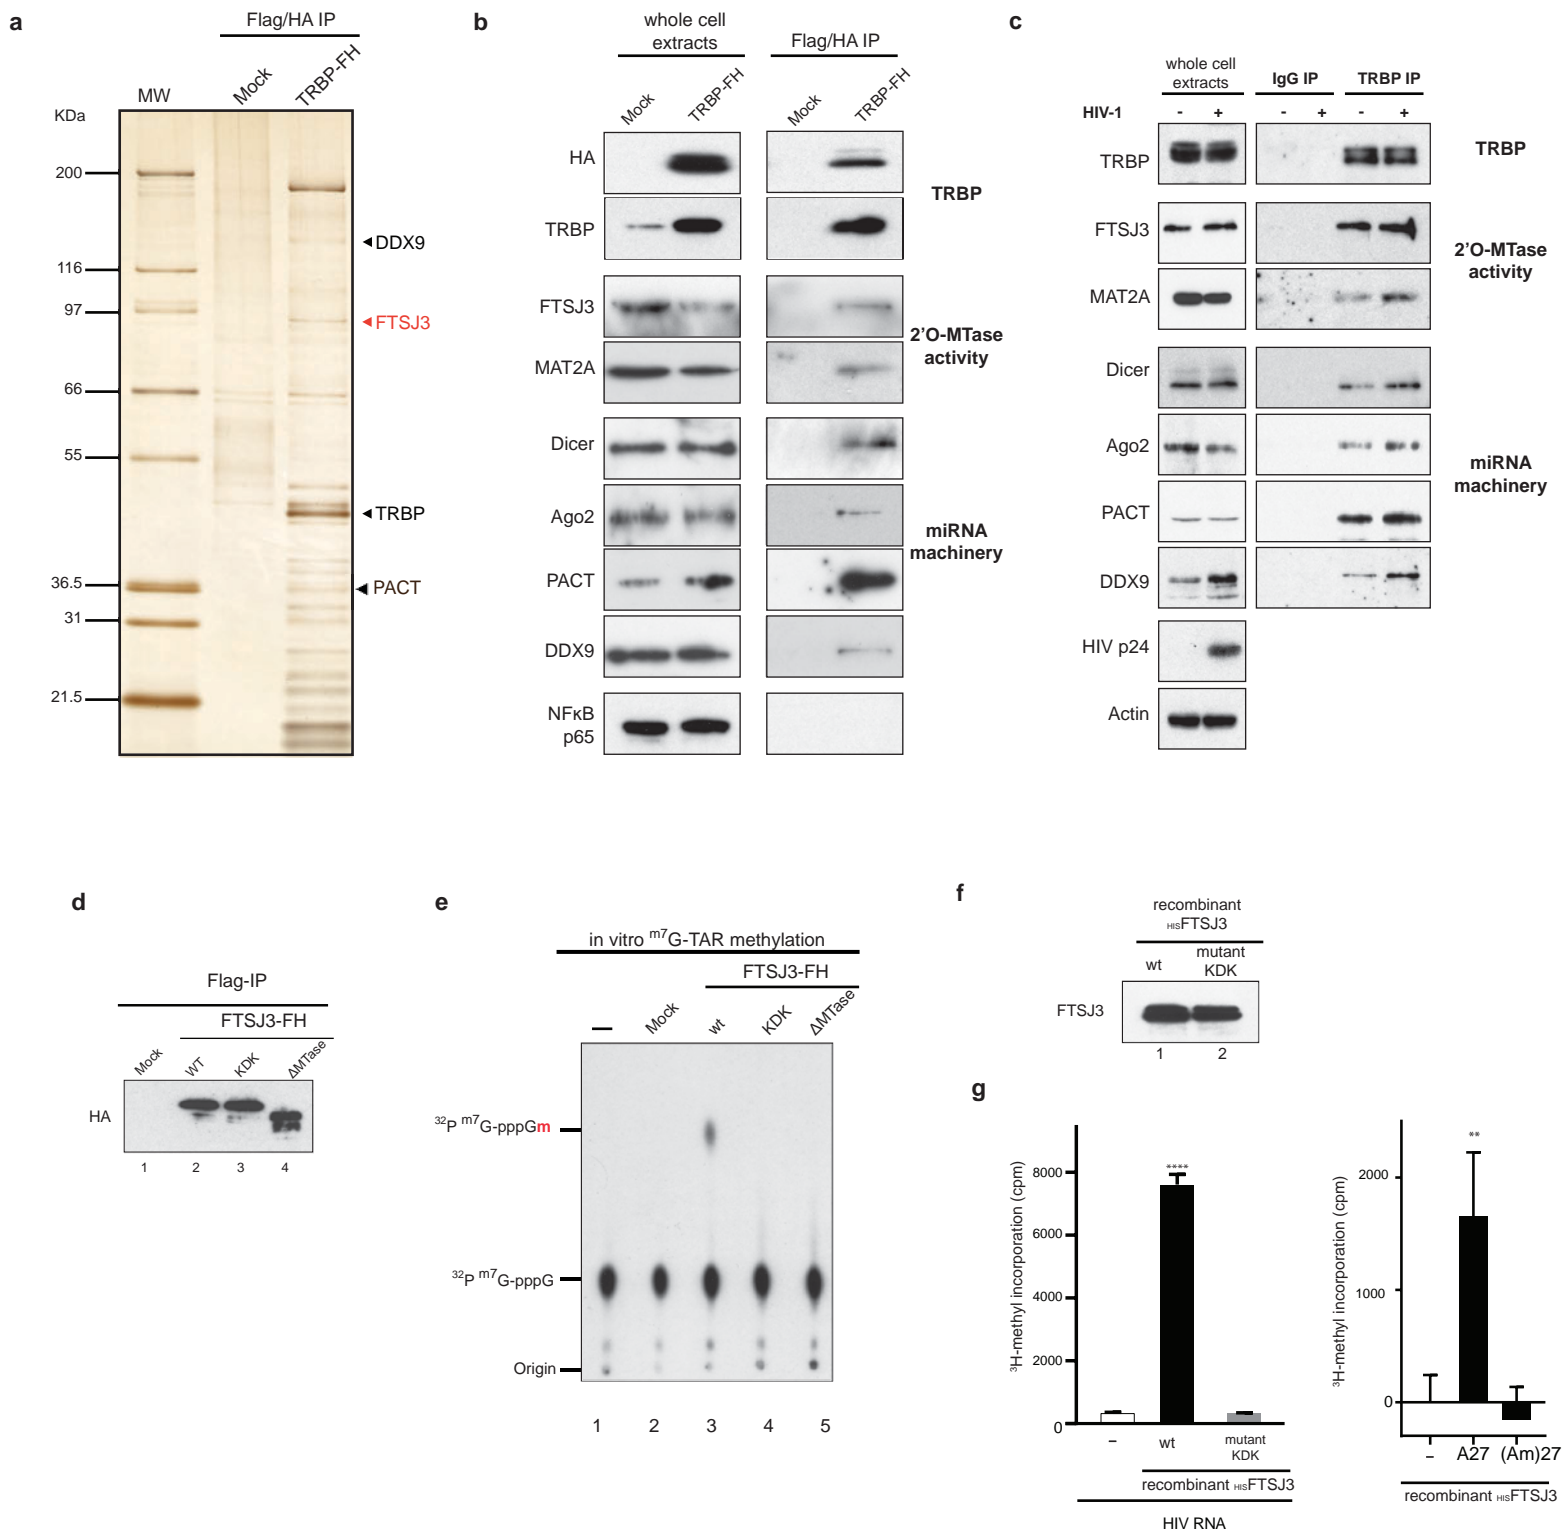 a
Flag/HA IP
MW
Mock
TRBP-FH
KDa
200
116
97
66
55
36.5
31
21.5
DDX9
FTSJ3
TRBP
PACT
b
whole cell
extracts
Flag/HA IP
Mock
TRBP-FH
Mock
TRBP-FH
HA
TRBP
TRBP
FTSJ3
MAT2A
2'O-MTase
activity
Dicer
Ago2
PACT
DDX9
miRNA
machinery
NFκB
p65
c
whole cell
extracts
IgG IP
TRBP IP
HIV-1
- + - + - +
TRBP
TRBP
FTSJ3
MAT2A
2'O-MTase
activity
Dicer
Ago2
PACT
DDX9
miRNA
machinery
HIV p24
Actin
d
Flag-IP
FTSJ3-FH
Mock
WT
KDK
ΔMTase
HA
1 2 3 4
e
in vitro m7G-TAR methylation
FTSJ3-FH
–
Mock
wt
KDK
ΔMTase
32P m7G-pppGm
32P m7G-pppG
Origin
1 2 3 4 5
f
recombinant
HISFTSJ3
wt
mutant
KDK
FTSJ3
1 2
g
3H-methyl incorporation (cpm)
8000
6000
4000
2000
0
****
–
wt
mutant
KDK
recombinant HISFTSJ3
HIV RNA
3H-methyl incorporation (cpm)
2000
1000
0
**
– A27 (Am)27
recombinant HISFTSJ3